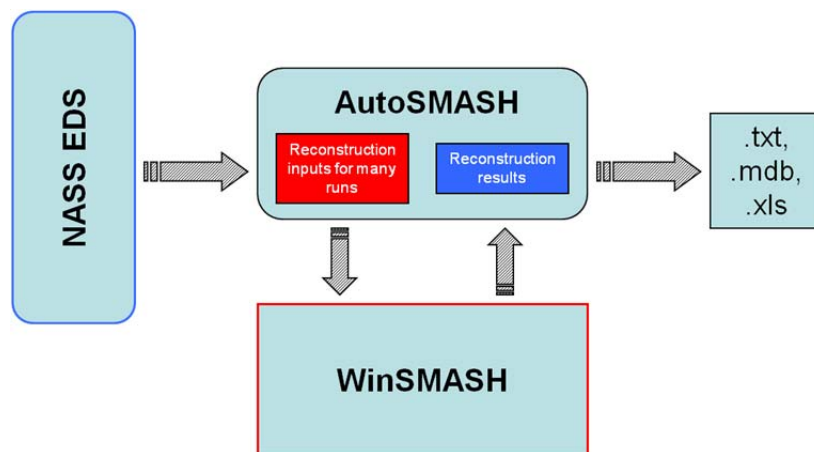 NASS EDS
AutoSMASH
Reconstruction
inputs for many
runs
Reconstruction
results
.txt,
.mdb,
.xls
WinSMASH